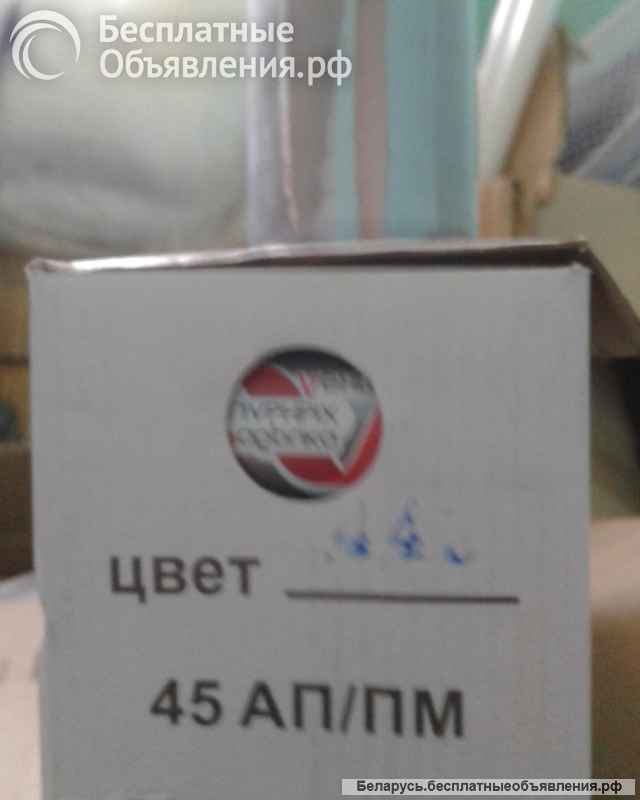 Бесплатные
Объявления.рф
цвет
45 АП/ПМ
Беларусь.бесплатныеобъявления.рф